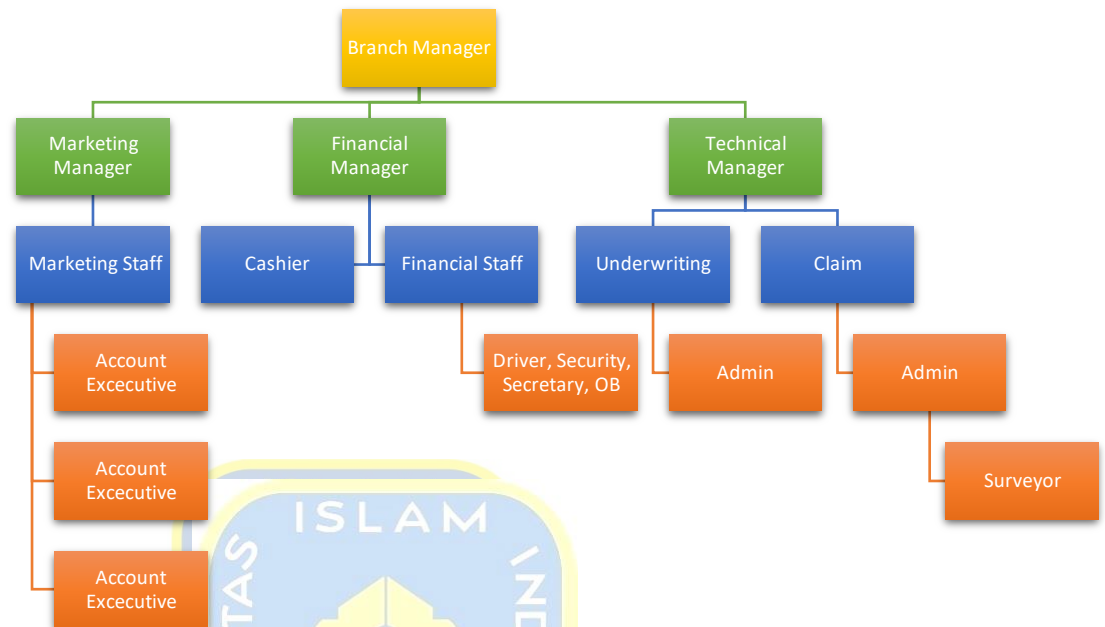 Branch Manager
Marketing
Manager
Financial
Manager
Technical
Manager
Marketing Staff
Cashier
Financial Staff
Underwriting
Claim
Account
Excecutive
Driver, Security,
Secretary, OB
Admin
Admin
Account
Excecutive
Surveyor
Account
Excecutive
ISLAM